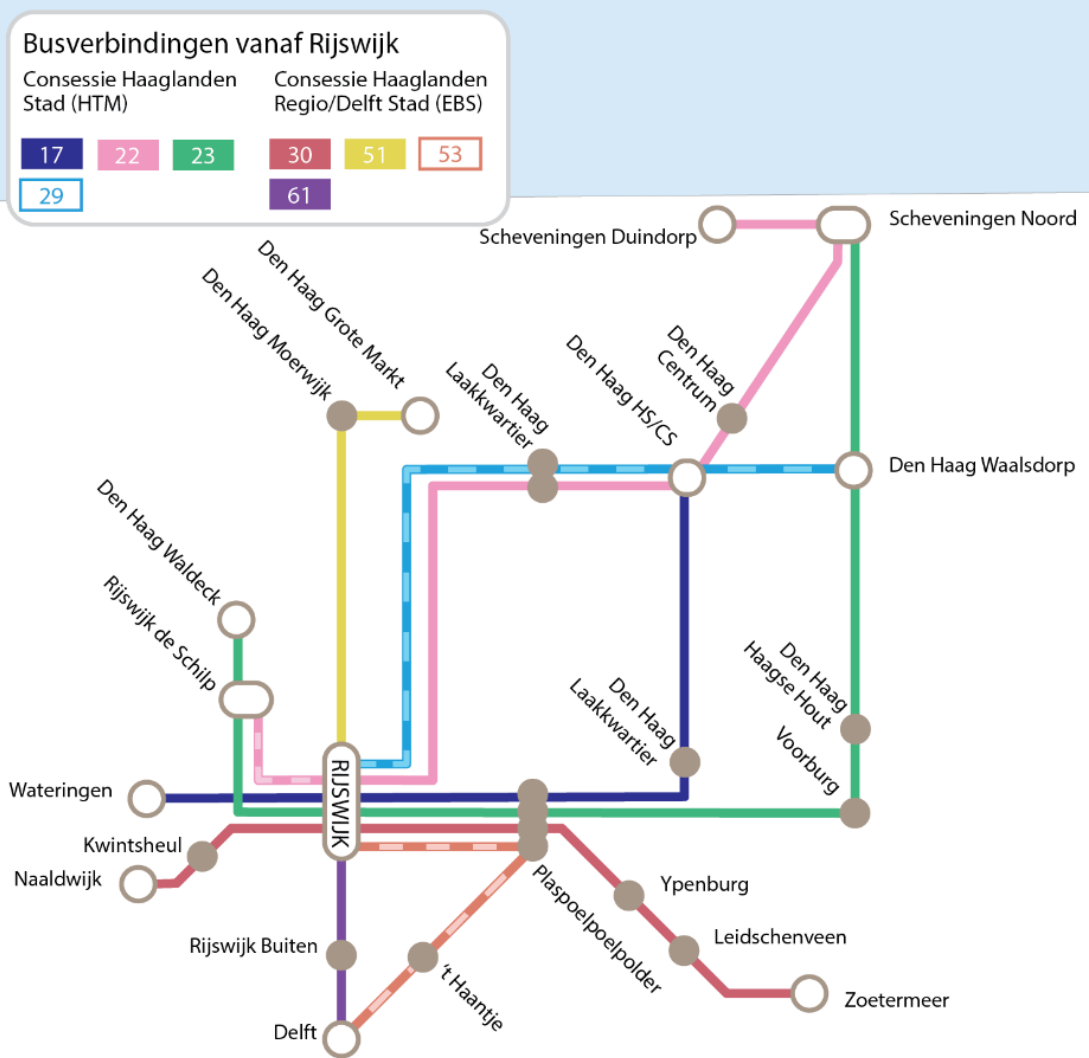 Busverbindingen vanaf Rijswijk
Consessie Haaglanden
Stad (HTM)
Consessie Haaglanden
Regio/Delft Stad (EBS)
17 22 23 30 51 53
29 61
Scheveningen Duindorp
Scheveningen Noord
Den Haag Grote Markt
Den Haag Moerwijk
Den Haag
Laakkwartier
Den Haag HS/CS
Den Haag
Centrum
Den Haag Waalsdorp
Den Haag Waldeck
Rijswijk de Schilp
Den Haag
Laakkwartier
Den Haag
Haagse Hout
Voorburg
RIJSWIJK
Wateringen
Kwintsheul
Naaldwijk
Plaspoelpoelpolder
Ypenburg
Leidschenveen
Zoetermeer
Rijswijk Buiten
't Haantje
Delft